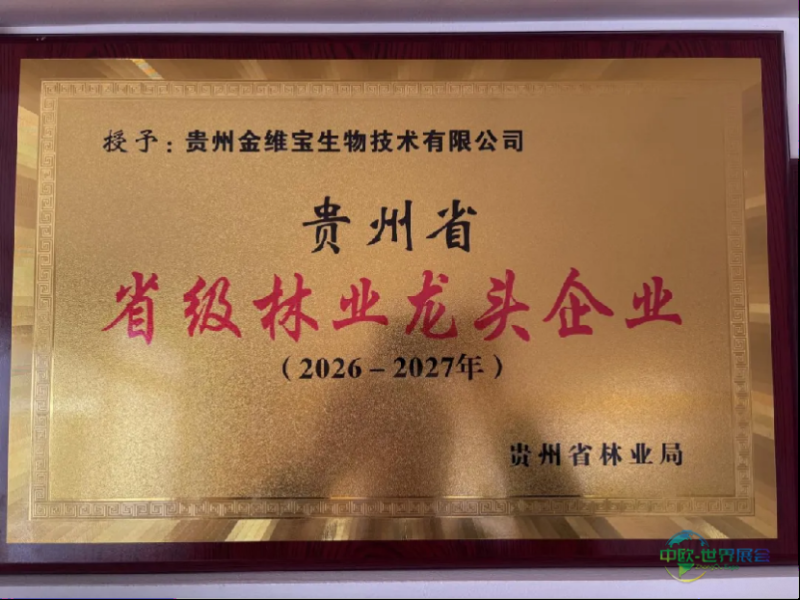 授予：贵州金维宝生物技术有限公司
贵州省
省级林业龙头企业
（2026－2027年）
贵州省林业局
中欧-世界展会